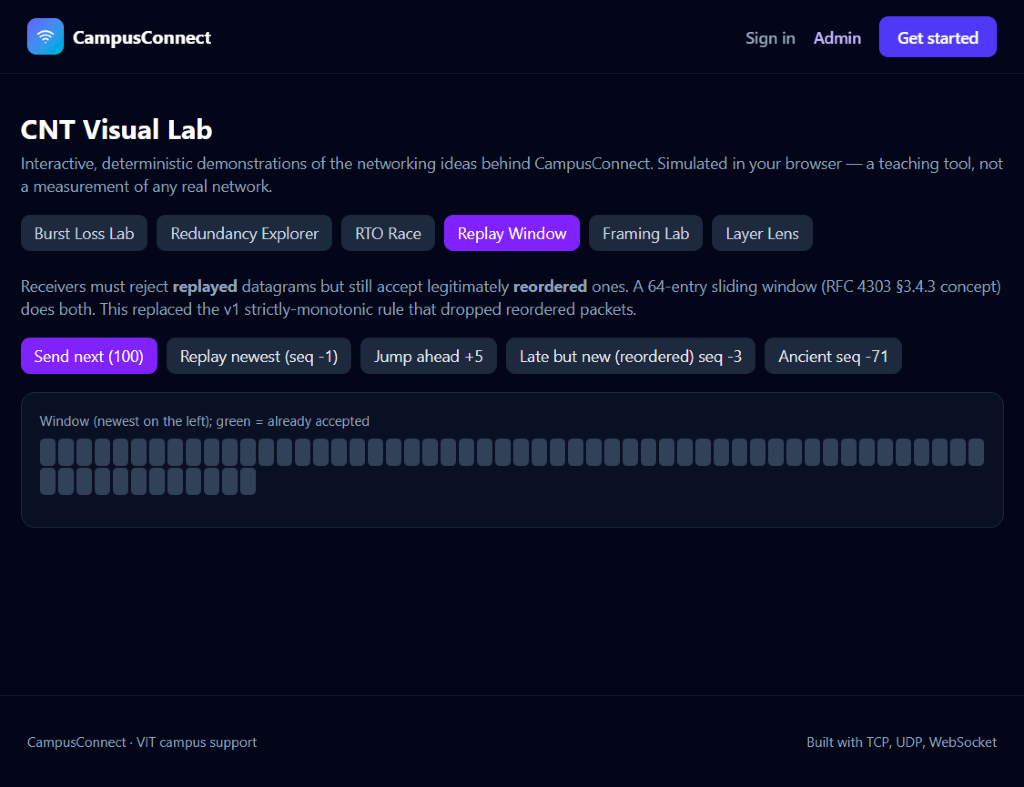 CampusConnect
Sign in
Admin
Get started
CNT Visual Lab
Interactive, deterministic demonstrations of the networking ideas behind CampusConnect. Simulated in your browser — a teaching tool, not
a measurement of any real network.
Burst Loss Lab
Redundancy Explorer
RTO Race
Replay Window
Framing Lab
Layer Lens
Receivers must reject replayed datagrams but still accept legitimately reordered ones. A 64-entry sliding window (RFC 4303 §3.4.3 concept)
does both. This replaced the v1 strictly-monotonic rule that dropped reordered packets.
Send next (100)
Replay newest (seq -1)
Jump ahead +5
Late but new (reordered) seq -3
Ancient seq -71
Window (newest on the left); green = already accepted
CampusConnect · VIT campus support
Built with TCP, UDP, WebSocket